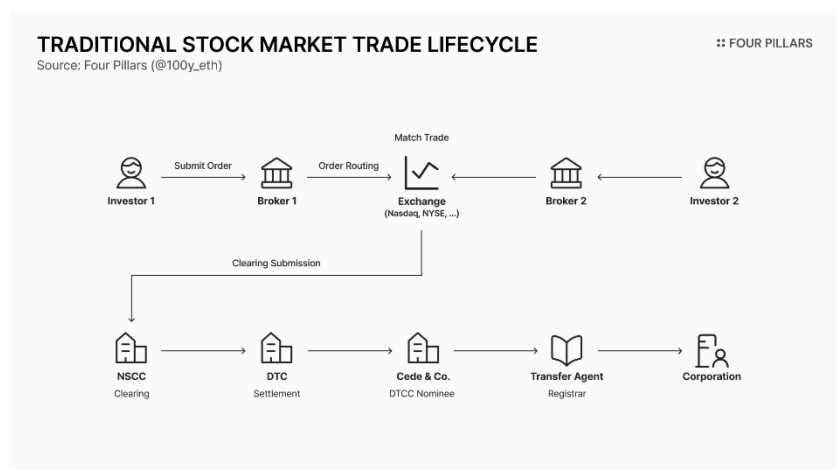 TRADITIONAL STOCK MARKET TRADE LIFECYCLE
FOUR PILLARS
Source: Four Pillars (@100y_eth)
Match Trade
Submit Order
Order Routing
Investor 1
Broker 1
Exchange
(Nasdaq, NYSE, ...)
Broker 2
Investor 2
Clearing Submission
NSCC
DTC
Cede & Co.
Transfer Agent
Corporation
Clearing
Settlement
DTCC Nominee
Registrar